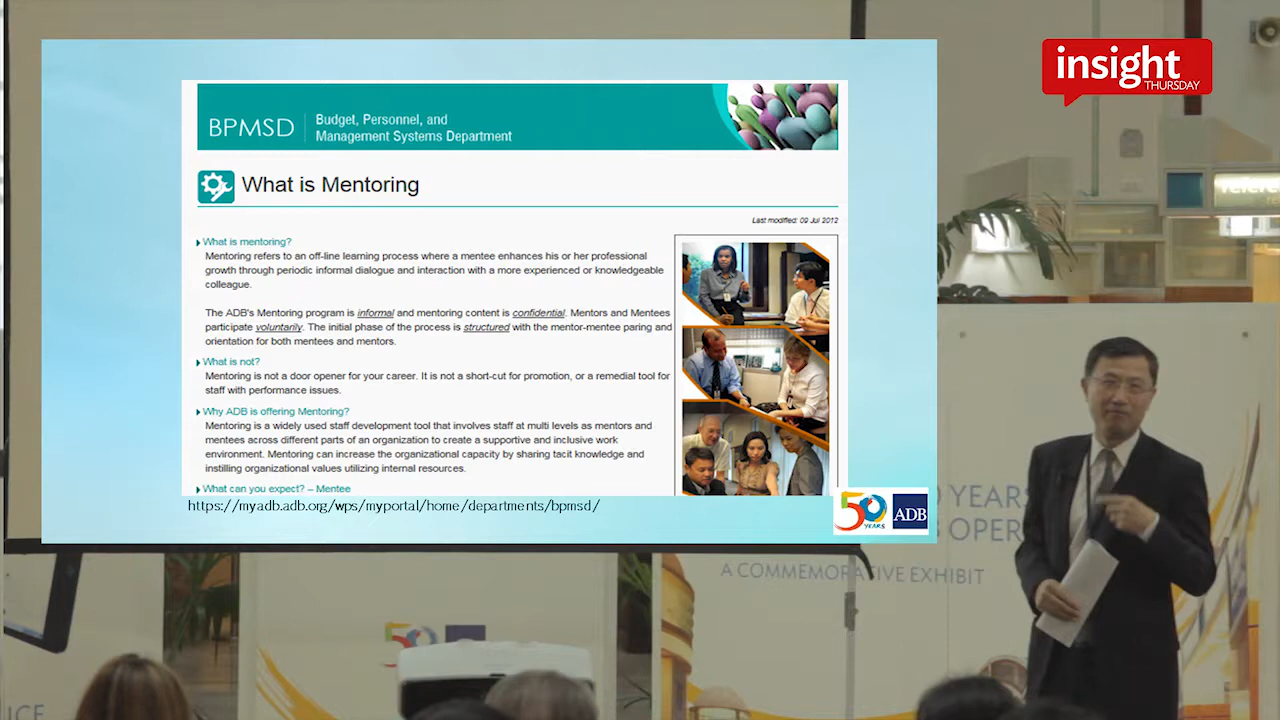 insight
THURSDAY
BPMSD
Budget, Personnel, and
Management Systems Department
What is Mentoring
Last modified: 09 Jul 2012
What is mentoring?
Mentoring refers to an off-line learning process where a mentee enhances his or her professional
growth through periodic informal dialogue and interaction with a more experienced or knowledgeable
colleague.
The ADB's Mentoring program is informal and mentoring content is confidential. Mentors and Mentees
participate voluntarily. The initial phase of the process is structured with the mentor-mentee paring and
orientation for both mentees and mentors.
What is not?
Mentoring is not a door opener for your career. It is not a short-cut for promotion, or a remedial tool for
staff with performance issues.
Why ADB is offering Mentoring?
Mentoring is a widely used staff development tool that involves staff at multi levels as mentors and
mentees across different parts of an organization to create a supportive and inclusive work
environment. Mentoring can increase the organizational capacity by sharing tacit knowledge and
instilling organizational values utilizing internal resources.
What can you expect? – Mentee
https://myadb.adb.org/wps/myportal/home/departments/bpmsd/
50
YEARS
ADB
0 YEARS
OPER
A COMMEMORATIVE EXHIBIT
50
ICE